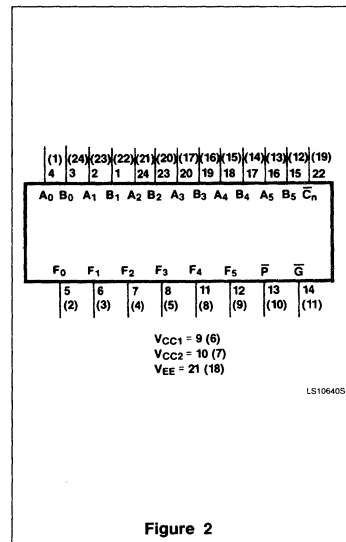 (1) (24) (23) (22) (21) (20) (17) (16) (15) (14) (13) (12) (19)
4 3 2 1 24 23 20 19 18 17 16 15 22
A0 B0 A1 B1 A2 B2 A3 B3 A4 B4 A5 B5 C̅n
F0 F1 F2 F3 F4 F5 P̅ G̅
5 6 7 8 11 12 13 14
(2) (3) (4) (5) (8) (9) (10) (11)
VCC1 = 9 (6)
VCC2 = 10 (7)
VEE = 21 (18)
LS10640S
Figure 2